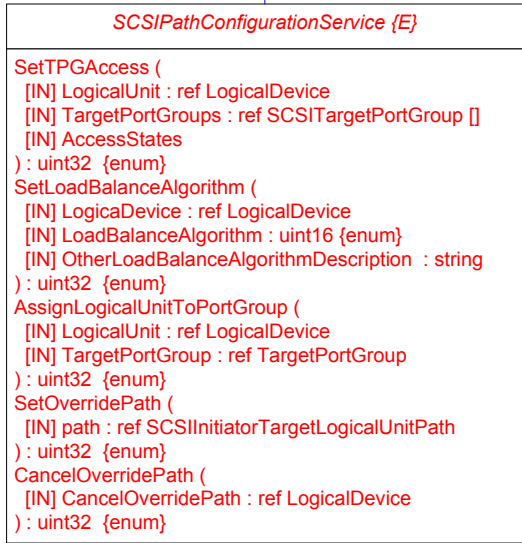 SCSIPathConfigurationService {E}
SetTPGAccess (
[IN] LogicalUnit : ref LogicalDevice
[IN] TargetPortGroups : ref SCSITargetPortGroup []
[IN] AccessStates
) : uint32 {enum}
SetLoadBalanceAlgorithm (
[IN] LogicaDevice : ref LogicalDevice
[IN] LoadBalanceAlgorithm : uint16 {enum}
[IN] OtherLoadBalanceAlgorithmDescription : string
) : uint32 {enum}
AssignLogicalUnitToPortGroup (
[IN] LogicalUnit : ref LogicalDevice
[IN] TargetPortGroup : ref TargetPortGroup
) : uint32 {enum}
SetOverridePath (
[IN] path : ref SCSIInitiatorTargetLogicalUnitPath
) : uint32 {enum}
CancelOverridePath (
[IN] CancelOverridePath : ref LogicalDevice
) : uint32 {enum}